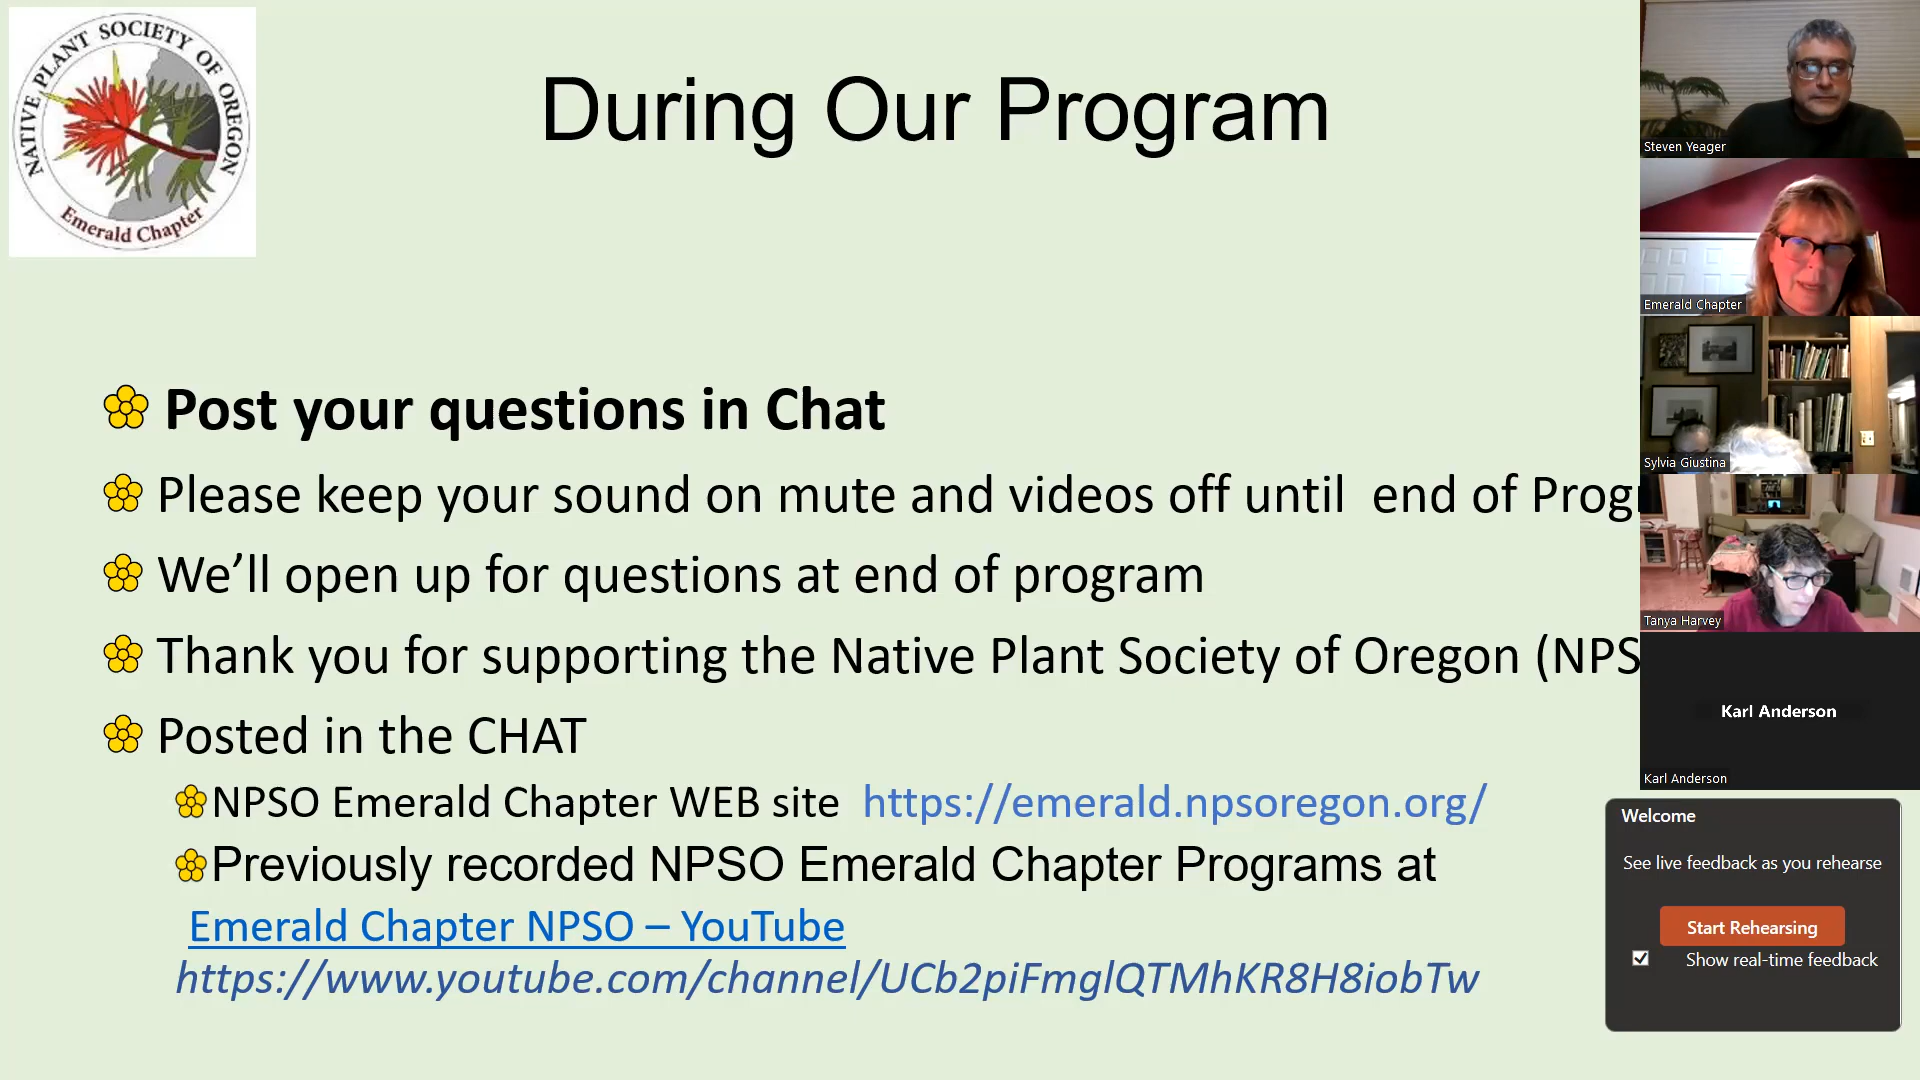 NATIVE PLANT SOCIETY OF OREGON
Emerald Chapter
During Our Program
Post your questions in Chat
Please keep your sound on mute and videos off until end of Progr
We’ll open up for questions at end of program
Thank you for supporting the Native Plant Society of Oregon (NPS
Posted in the CHAT
NPSO Emerald Chapter WEB site https://emerald.npsoregon.org/
Previously recorded NPSO Emerald Chapter Programs at
Emerald Chapter NPSO – YouTube
https://www.youtube.com/channel/UCb2piFmglQTMhKR8H8iobTw
Steven Yeager
Emerald Chapter
Sylvia Giustina
Tanya Harvey
Karl Anderson
Karl Anderson
Welcome
See live feedback as you rehearse
Start Rehearsing
Show real-time feedback